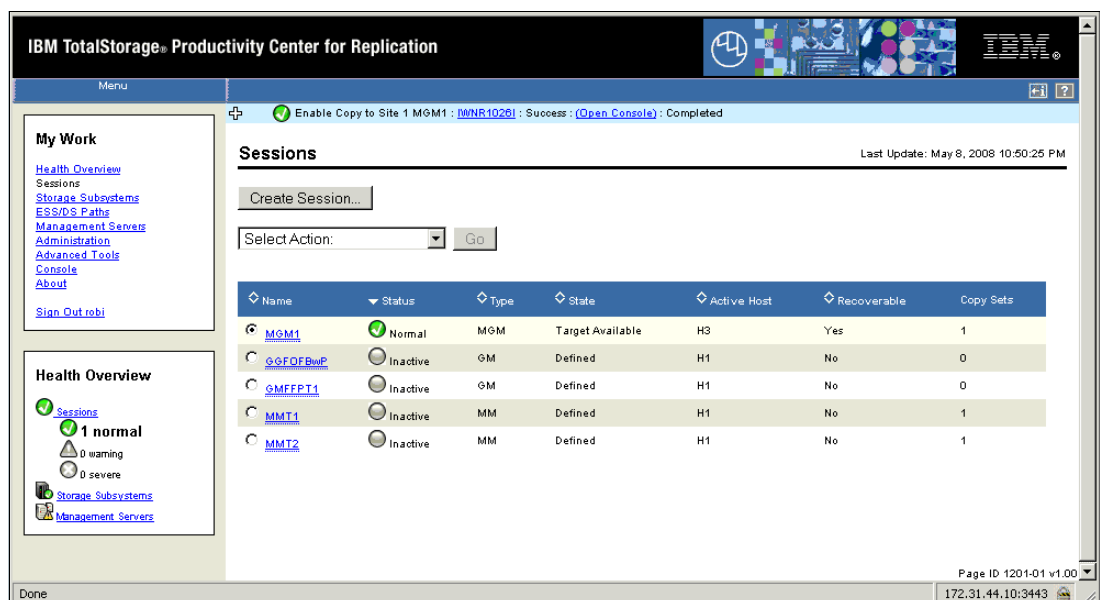 IBM TotalStorage® Productivity Center for Replication
IBM®
Menu
?
Enable Copy to Site 1 MGM1 : IWNR1026I : Success : (Open Console) : Completed
My Work
Health Overview
Sessions
Storage Subsystems
ESS/DS Paths
Management Servers
Administration
Advanced Tools
Console
About
Sign Out robi
Health Overview
Sessions
1 normal
0 warning
0 severe
Storage Subsystems
Management Servers
Sessions
Last Update: May 8, 2008 10:50:25 PM
Create Session...
Select Action:
Go
Name Status Type State Active Host Recoverable Copy Sets
MGM1 Normal MGM Target Available H3 Yes 1
GGFOFBwP Inactive GM Defined H1 No 0
GMFFPT1 Inactive GM Defined H1 No 0
MMT1 Inactive MM Defined H1 No 1
MMT2 Inactive MM Defined H1 No 1
Page ID 1201-01 v1.00
Done
172.31.44.10:3443